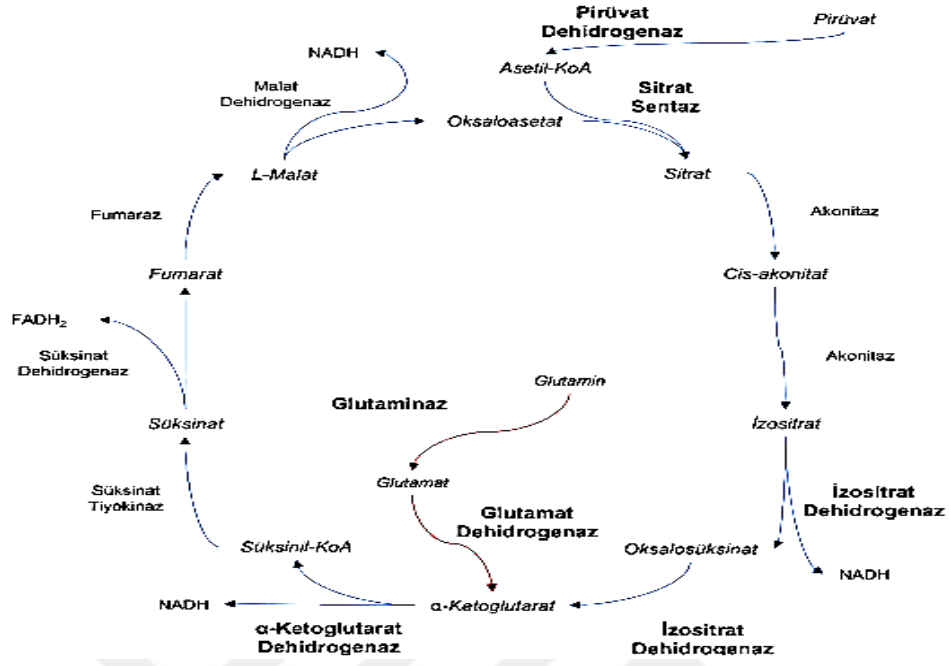 Pirüvat
Dehidrogenaz
Pirüvat
NADH
Asetil-KoA
Malat
Dehidrogenaz
Sitrat
Sentaz
Oksaloasetat
L-Malat
Sitrat
Fumaraz
Akonitaz
Fumarat
Cis-akonitat
FADH₂
Süksinat
Dehidrogenaz
Akonitaz
Glutamin
Glutaminaz
Süksinat
İzositrat
Glutamat
Süksinat
Tiyokinaz
İzositrat
Dehidrogenaz
Glutamat
Dehidrogenaz
Süksinil-KoA
Oksalosüksinat
NADH
NADH
α-Ketoglutarat
α-Ketoglutarat
Dehidrogenaz
İzositrat
Dehidrogenaz